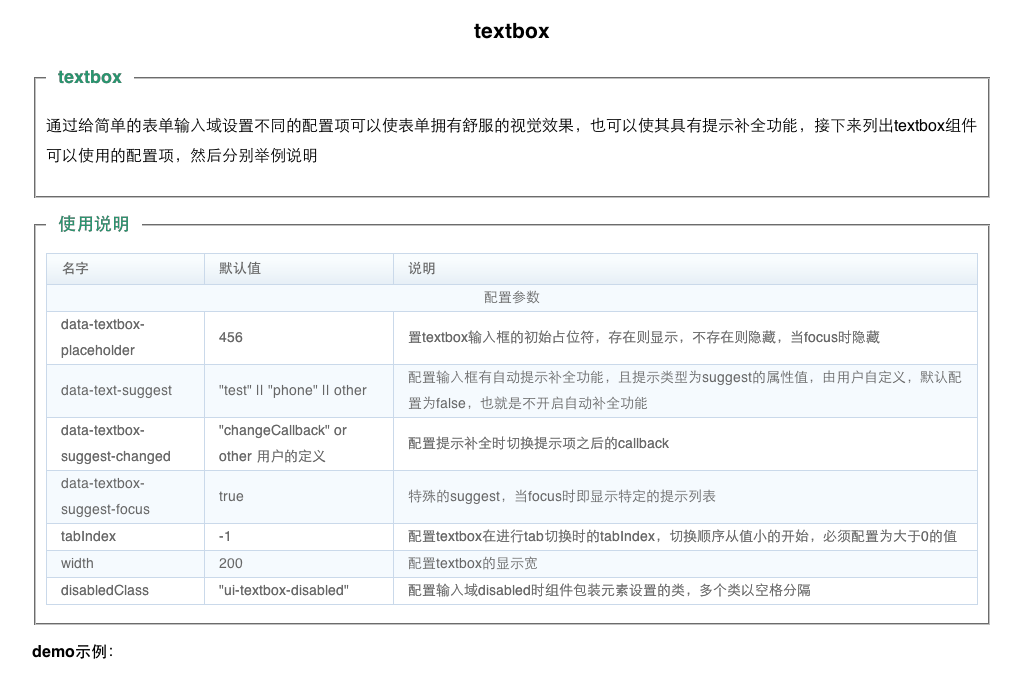 textbox
textbox
通过给简单的表单输入域设置不同的配置项可以使表单拥有舒服的视觉效果，也可以使其具有提示补全功能，接下来列出textbox组件
可以使用的配置项，然后分别举例说明
使用说明
名字 默认值 说明
配置参数
data-textbox-
placeholder
456
置textbox输入框的初始占位符，存在则显示，不存在则隐藏，当focus时隐藏
data-text-suggest
"test" || "phone" || other
配置输入框有自动提示补全功能，且提示类型为suggest的属性值，由用户自定义，默认配
置为false，也就是不开启自动补全功能
data-textbox-
suggest-changed
"changeCallback" or
other 用户的定义
配置提示补全时切换提示项之后的callback
data-textbox-
suggest-focus
true
特殊的suggest，当focus时即显示特定的提示列表
tabIndex -1 配置textbox在进行tab切换时的tabIndex，切换顺序从值小的开始，必须配置为大于0的值
width 200 配置textbox的显示宽
disabledClass "ui-textbox-disabled" 配置输入域disabled时组件包装元素设置的类，多个类以空格分隔
demo示例：